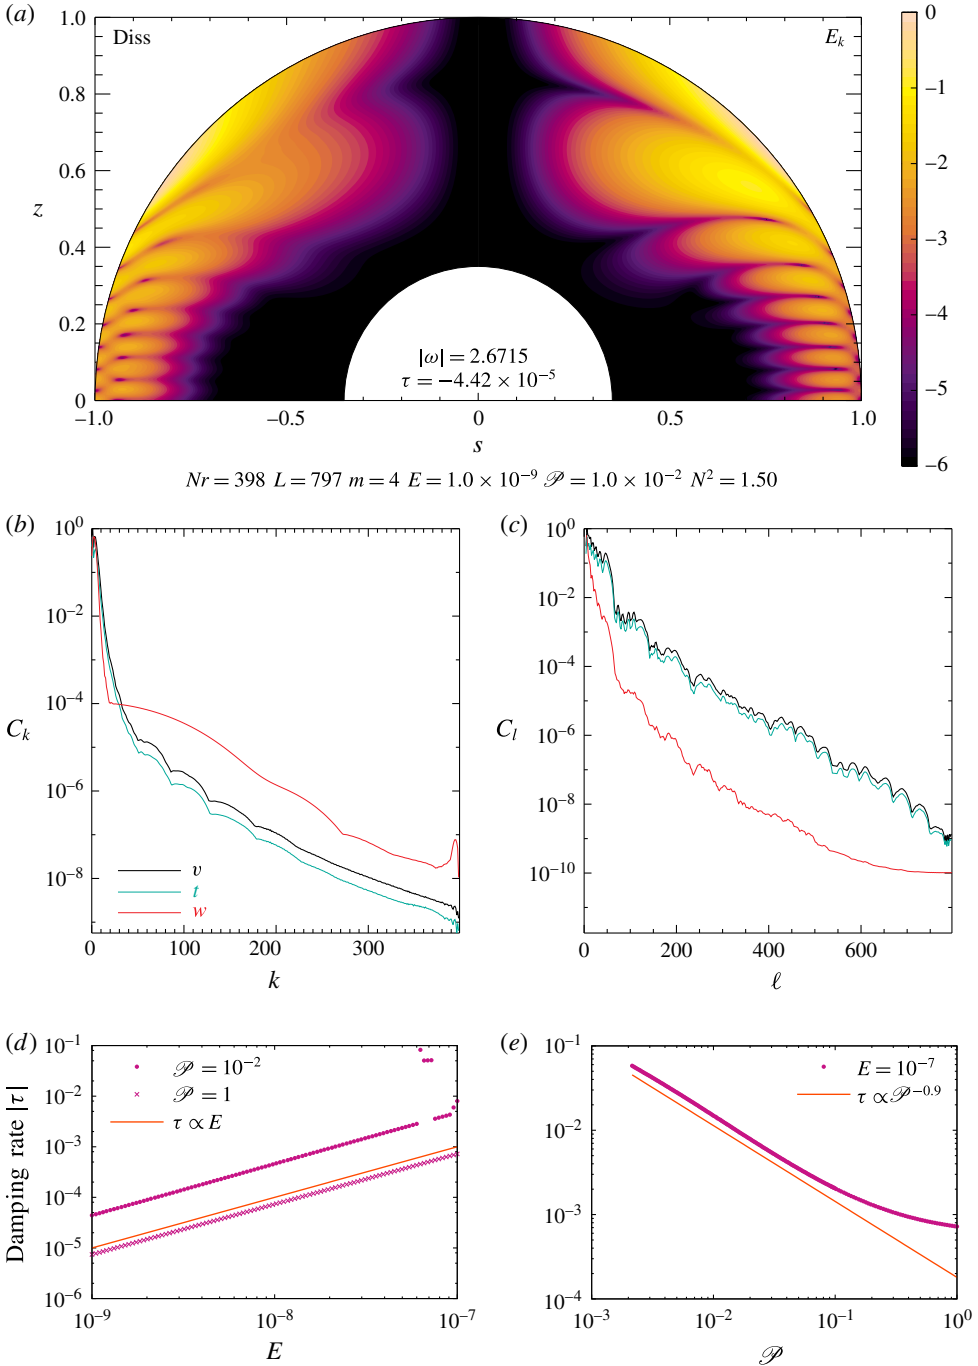 (a)
1.0
0.8
0.6
0.4
0.2
0
z
Diss
E_k
|ω| = 2.6715
τ = −4.42 × 10^−5
−1.0 −0.5 0 0.5 1.0
s
0
−1
−2
−3
−4
−5
−6
Nr = 398 L = 797 m = 4 E = 1.0 × 10^−9 𝒫 = 1.0 × 10^−2 N^2 = 1.50
(b)
10^0
10^−2
10^−4
10^−6
10^−8
C_k
v
t
w
0 100 200 300
k
(c)
10^0
10^−2
10^−4
10^−6
10^−8
10^−10
C_l
0 200 400 600
ℓ
(d)
10^−1
10^−2
10^−3
10^−4
10^−5
10^−6
Damping rate |τ|
𝒫 = 10^−2
𝒫 = 1
τ ∝ E
10^−9 10^−8 10^−7
E
(e)
10^−1
10^−2
10^−3
10^−4
E = 10^−7
τ ∝ 𝒫^−0.9
10^−3 10^−2 10^−1 10^0
𝒫